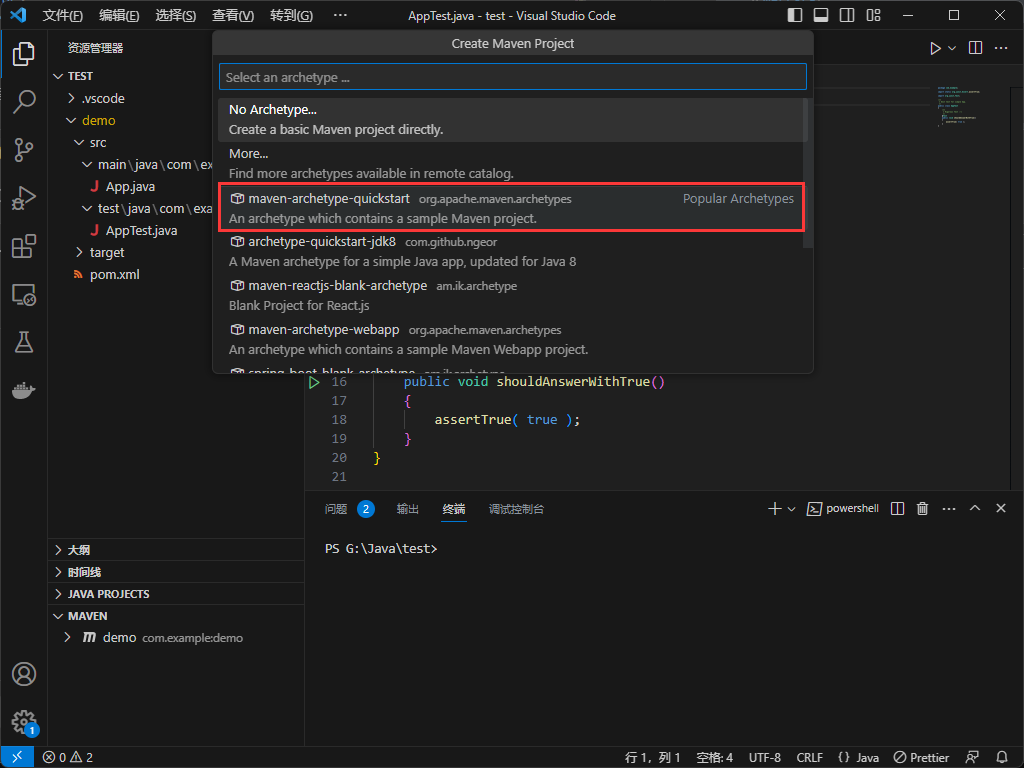 文件(F) 编辑(E) 选择(S) 查看(V) 转到(G) ··· AppTest.java - test - Visual Studio Code
资源管理器
TEST
.vscode
demo
src
main\java\com\ex
App.java
test\java\com\exa
AppTest.java
target
pom.xml
Create Maven Project
Select an archetype ...
No Archetype...
Create a basic Maven project directly.
More...
Find more archetypes available in remote catalog.
maven-archetype-quickstart org.apache.maven.archetypes Popular Archetypes
An archetype which contains a sample Maven project.
archetype-quickstart-jdk8 com.github.ngeor
A Maven archetype for a simple Java app, updated for Java 8
maven-reactjs-blank-archetype am.ik.archetype
Blank Project for React.js
maven-archetype-webapp org.apache.maven.archetypes
An archetype which contains a sample Maven Webapp project.
spring-boot-blank-archetype am.ik.archetype
16 public void shouldAnswerWithTrue()
17 {
18 assertTrue( true );
19 }
20 }
21
问题 2 输出 终端 调试控制台 powershell
PS G:\Java\test>
大纲
时间线
JAVA PROJECTS
MAVEN
demo com.example:demo
1
0 2 行 1，列 1 空格: 4 UTF-8 CRLF {} Java Prettier